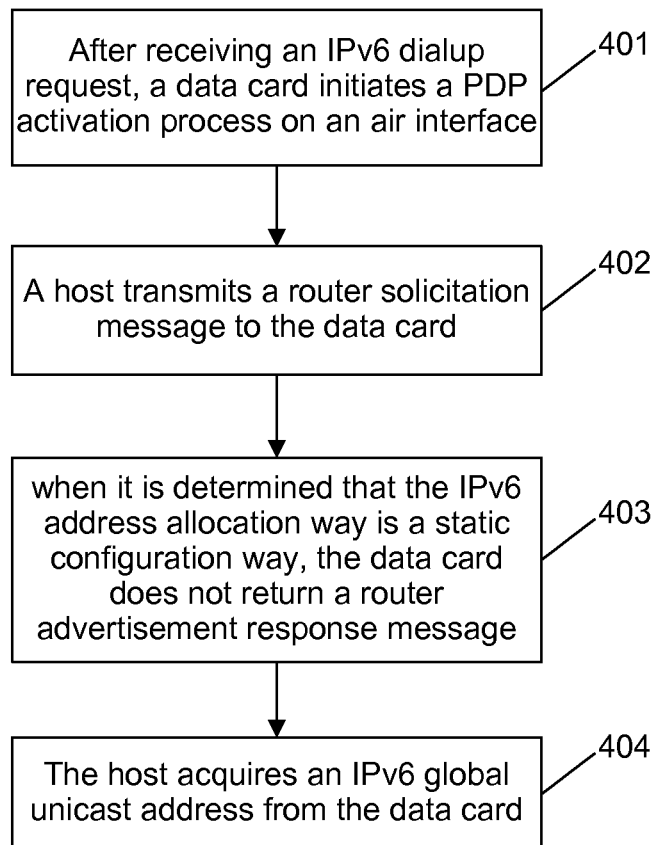 After receiving an IPv6 dialup
request, a data card initiates a PDP
activation process on an air interface
401
A host transmits a router solicitation
message to the data card
402
when it is determined that the IPv6
address allocation way is a static
configuration way, the data card
does not return a router
advertisement response message
403
The host acquires an IPv6 global
unicast address from the data card
404